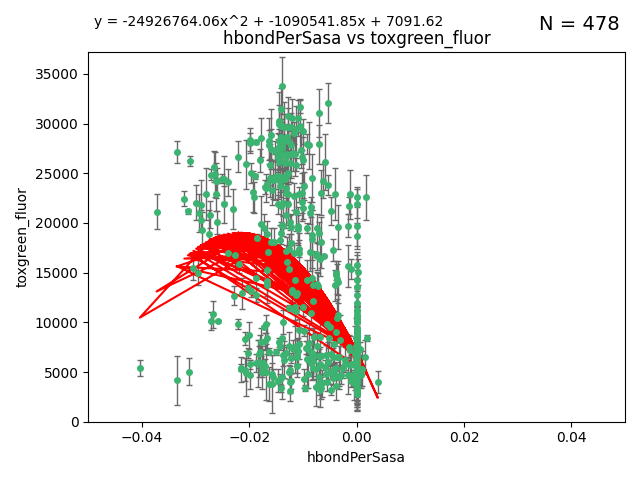 y = -24926764.06x^2 + -1090541.85x + 7091.62
N = 478
hbondPerSasa vs toxgreen_fluor
35000
30000
25000
20000
15000
10000
5000
0
toxgreen_fluor
−0.04
−0.02
0.00
0.02
0.04
hbondPerSasa